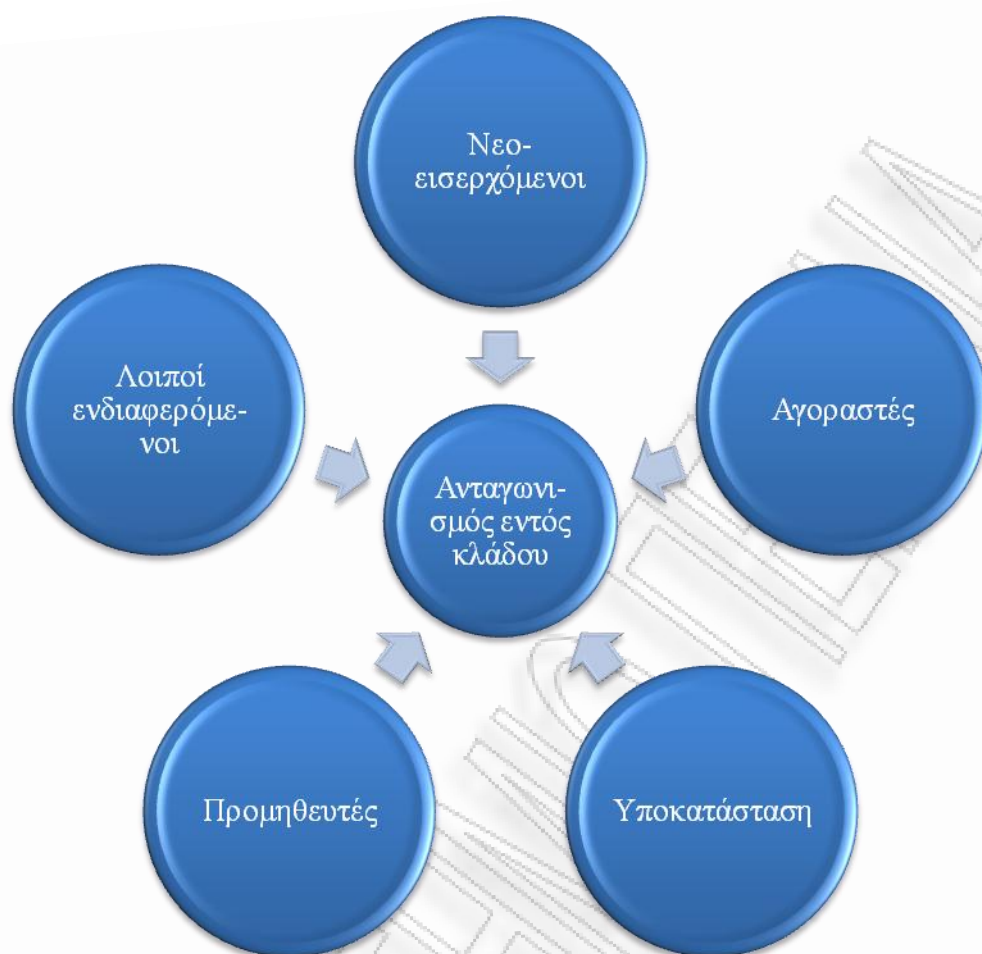 Νεο-
εισερχόμενοι
Λοιποί
ενδιαφερόμε-
νοι
Αγοραστές
Ανταγωνι-
σμός εντός
κλάδου
Προμηθευτές
Υποκατάσταση